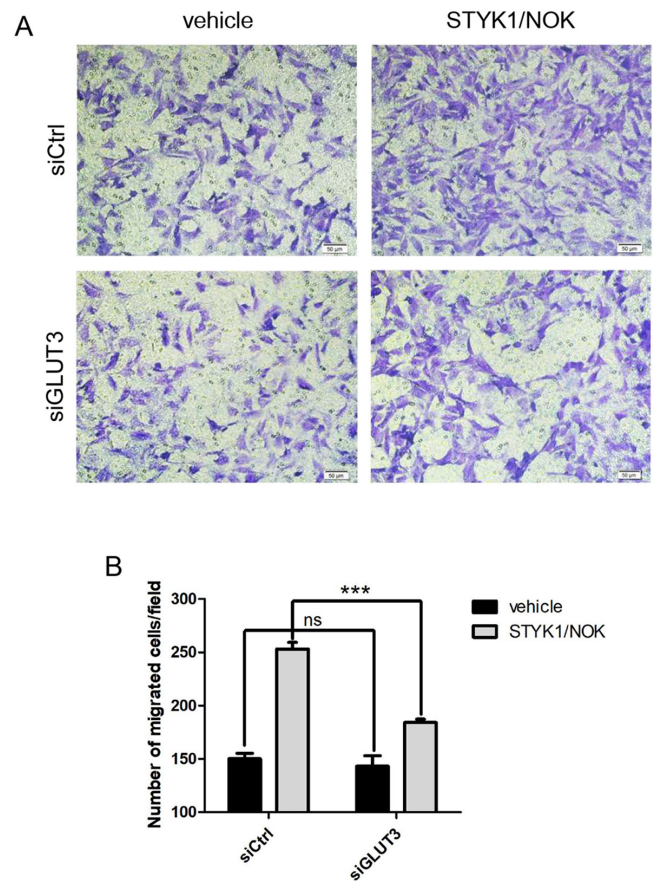 A
vehicle
STYK1/NOK
siCtrl
50 µm
50 µm
siGLUT3
50 µm
50 µm
B
Number of migrated cells/field
300
250
200
150
100
ns
***
vehicle
STYK1/NOK
siCtrl
siGLUT3